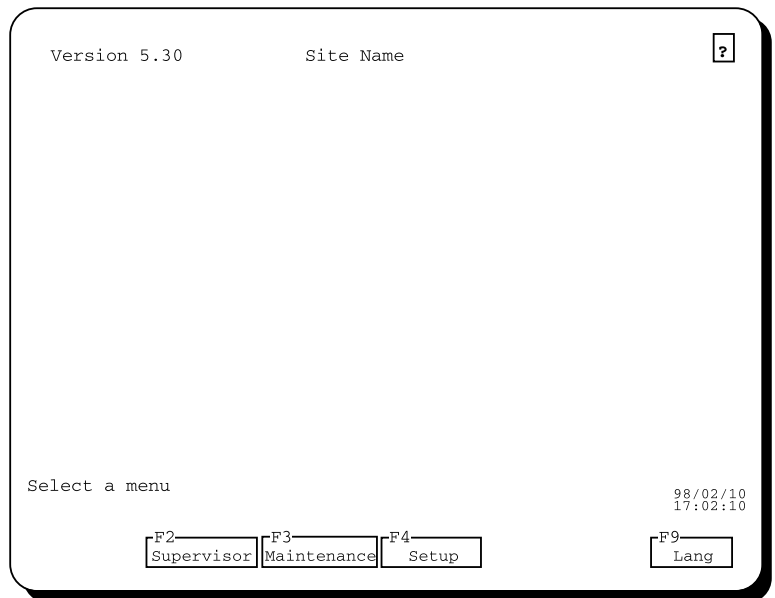 Version 5.30 Site Name ?
Select a menu
98/02/10
17:02:10
F2 F3 F4 F9
Supervisor Maintenance Setup Lang